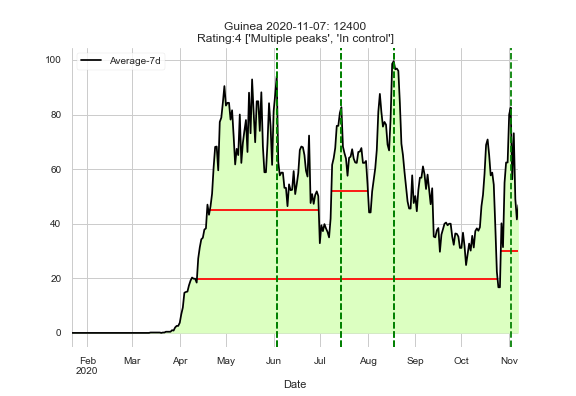 Guinea 2020-11-07: 12400
Rating:4 ['Multiple peaks', 'In control']
Average-7d
100
80
60
40
20
0
Feb Mar Apr May Jun Jul Aug Sep Oct Nov
2020
Date